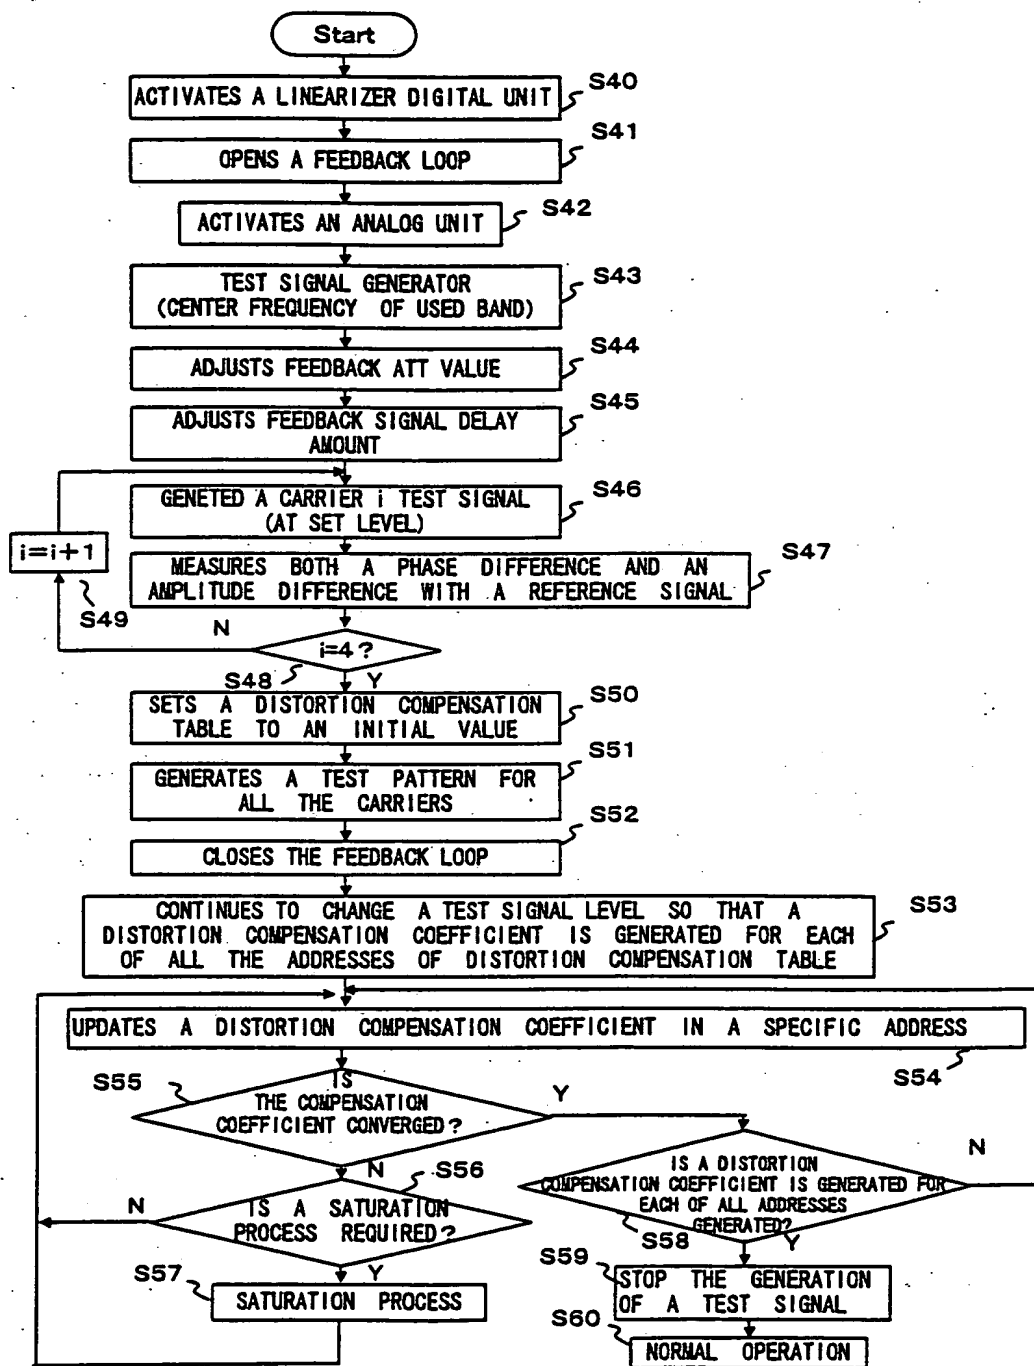 Start
ACTIVATES A LINEARIZER DIGITAL UNIT
S40
OPENS A FEEDBACK LOOP
S41
ACTIVATES AN ANALOG UNIT
S42
TEST SIGNAL GENERATOR
(CENTER FREQUENCY OF USED BAND)
S43
ADJUSTS FEEDBACK ATT VALUE
S44
ADJUSTS FEEDBACK SIGNAL DELAY
AMOUNT
S45
GENETED A CARRIER i TEST SIGNAL
(AT SET LEVEL)
S46
i=i+1
S49
MEASURES BOTH A PHASE DIFFERENCE AND AN
AMPLITUDE DIFFERENCE WITH A REFERENCE SIGNAL
S47
N
i=4?
S48
Y
SETS A DISTORTION COMPENSATION
TABLE TO AN INITIAL VALUE
S50
GENERATES A TEST PATTERN FOR
ALL THE CARRIERS
S51
CLOSES THE FEEDBACK LOOP
S52
CONTINUES TO CHANGE A TEST SIGNAL LEVEL SO THAT A
DISTORTION COMPENSATION COEFFICIENT IS GENERATED FOR EACH
OF ALL THE ADDRESSES OF DISTORTION COMPENSATION TABLE
S53
UPDATES A DISTORTION COMPENSATION COEFFICIENT IN A SPECIFIC ADDRESS
S54
S55
IS
THE COMPENSATION
COEFFICIENT CONVERGED?
Y
N
S56
N
IS A SATURATION
PROCESS REQUIRED?
Y
S57
SATURATION PROCESS
IS A DISTORTION
COMPENSATION COEFFICIENT IS GENERATED FOR
EACH OF ALL ADDRESSES
GENERATED?
N
S58
Y
S59
STOP THE GENERATION
OF A TEST SIGNAL
S60
NORMAL OPERATION